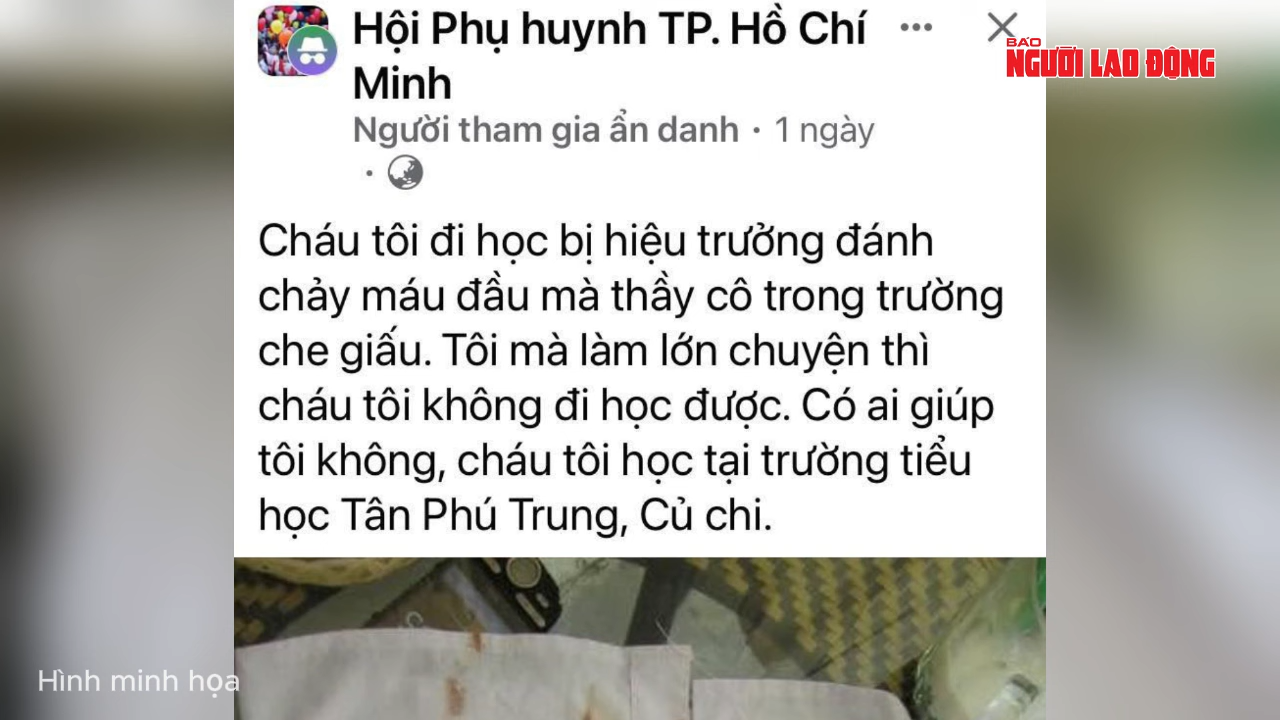 Hội Phụ huynh TP. Hồ Chí
Minh
Người tham gia ẩn danh · 1 ngày
BÁO
NGƯỜI LAO ĐỘNG
Cháu tôi đi học bị hiệu trưởng đánh
chảy máu đầu mà thầy cô trong trường
che giấu. Tôi mà làm lớn chuyện thì
cháu tôi không đi học được. Có ai giúp
tôi không, cháu tôi học tại trường tiểu
học Tân Phú Trung, Củ chi.
Hình minh họa